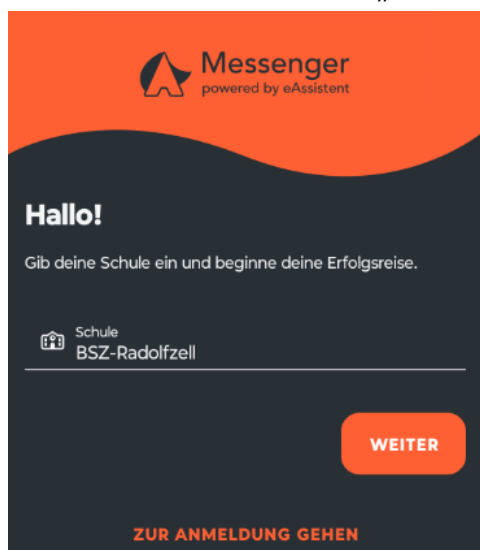 Messenger
powered by eAssistent
Hallo!
Gib deine Schule ein und beginne deine Erfolgsreise.
Schule
BSZ-Radolfzell
WEITER
ZUR ANMELDUNG GEHEN